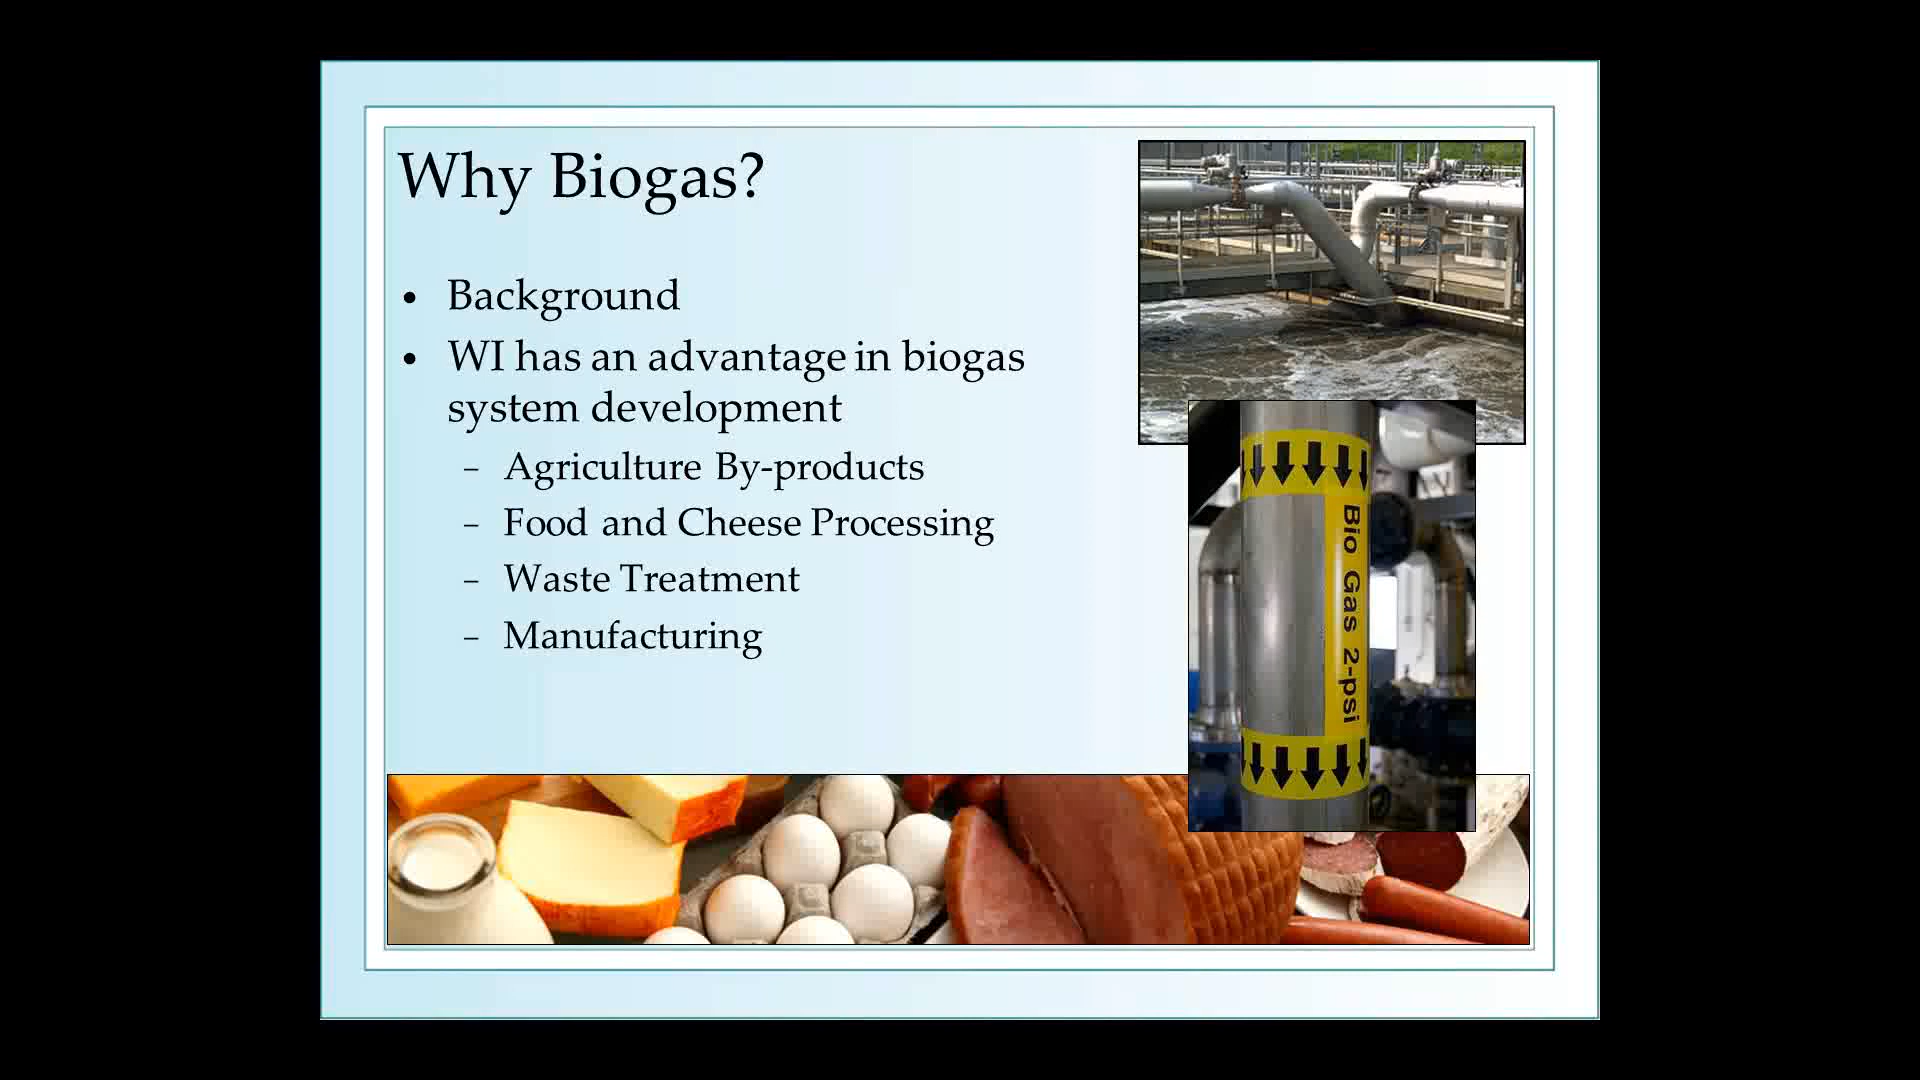 Why Biogas?
• Background
• WI has an advantage in biogas
system development
– Agriculture By-products
– Food and Cheese Processing
– Waste Treatment
– Manufacturing
Bio Gas 2-psi